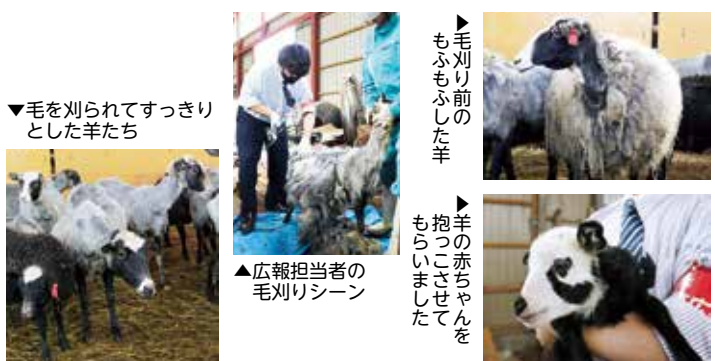 ▼毛を刈られてすっきり
とした羊たち
▲広報担当者の
毛刈りシーン
▶毛刈り前の
もふもふした羊
▶羊の赤ちゃんを
抱っこさせて
もらいました